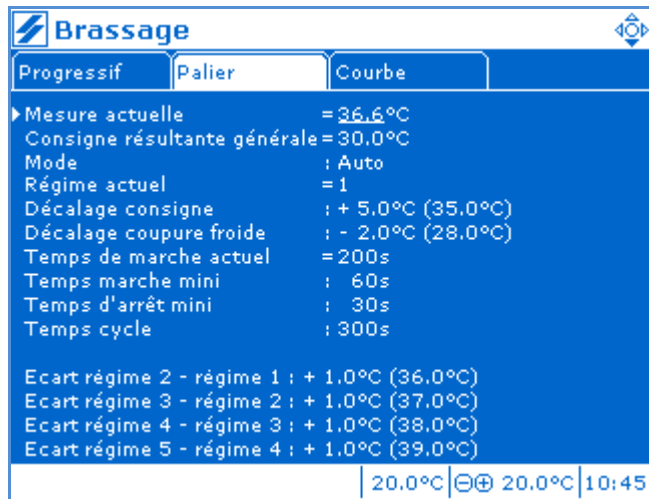 Brassage
Progressif Palier Courbe
Mesure actuelle =36.6°C
Consigne résultante générale=30.0°C
Mode : Auto
Régime actuel =1
Décalage consigne : + 5.0°C (35.0°C)
Décalage coupure froide : - 2.0°C (28.0°C)
Temps de marche actuel =200s
Temps marche mini : 60s
Temps d'arrêt mini : 30s
Temps cycle : 300s
Ecart régime 2 - régime 1 : + 1.0°C (36.0°C)
Ecart régime 3 - régime 2 : + 1.0°C (37.0°C)
Ecart régime 4 - régime 3 : + 1.0°C (38.0°C)
Ecart régime 5 - régime 4 : + 1.0°C (39.0°C)
20.0°C ⊖⊕ 20.0°C 10:45